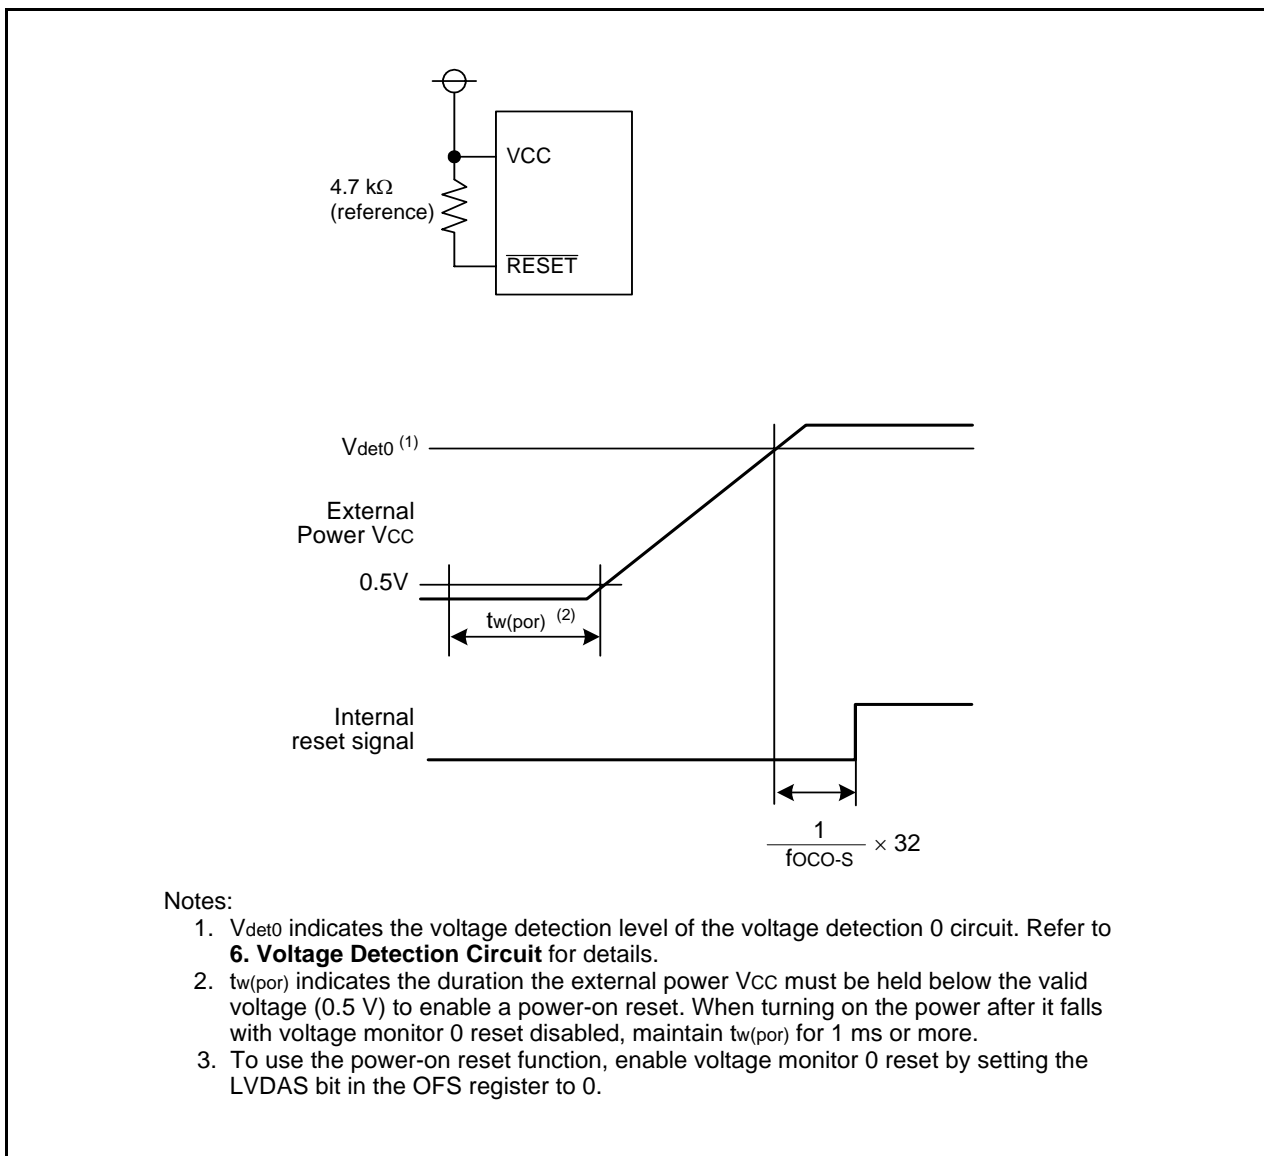 VCC
4.7 kΩ
(reference)
RESET
Vdet0 (1)
External
Power VCC
0.5V
tw(por) (2)
Internal
reset signal
1
fOCO-S
× 32
Notes:
1. Vdet0 indicates the voltage detection level of the voltage detection 0 circuit. Refer to
6. Voltage Detection Circuit for details.
2. tw(por) indicates the duration the external power VCC must be held below the valid
voltage (0.5 V) to enable a power-on reset. When turning on the power after it falls
with voltage monitor 0 reset disabled, maintain tw(por) for 1 ms or more.
3. To use the power-on reset function, enable voltage monitor 0 reset by setting the
LVDAS bit in the OFS register to 0.